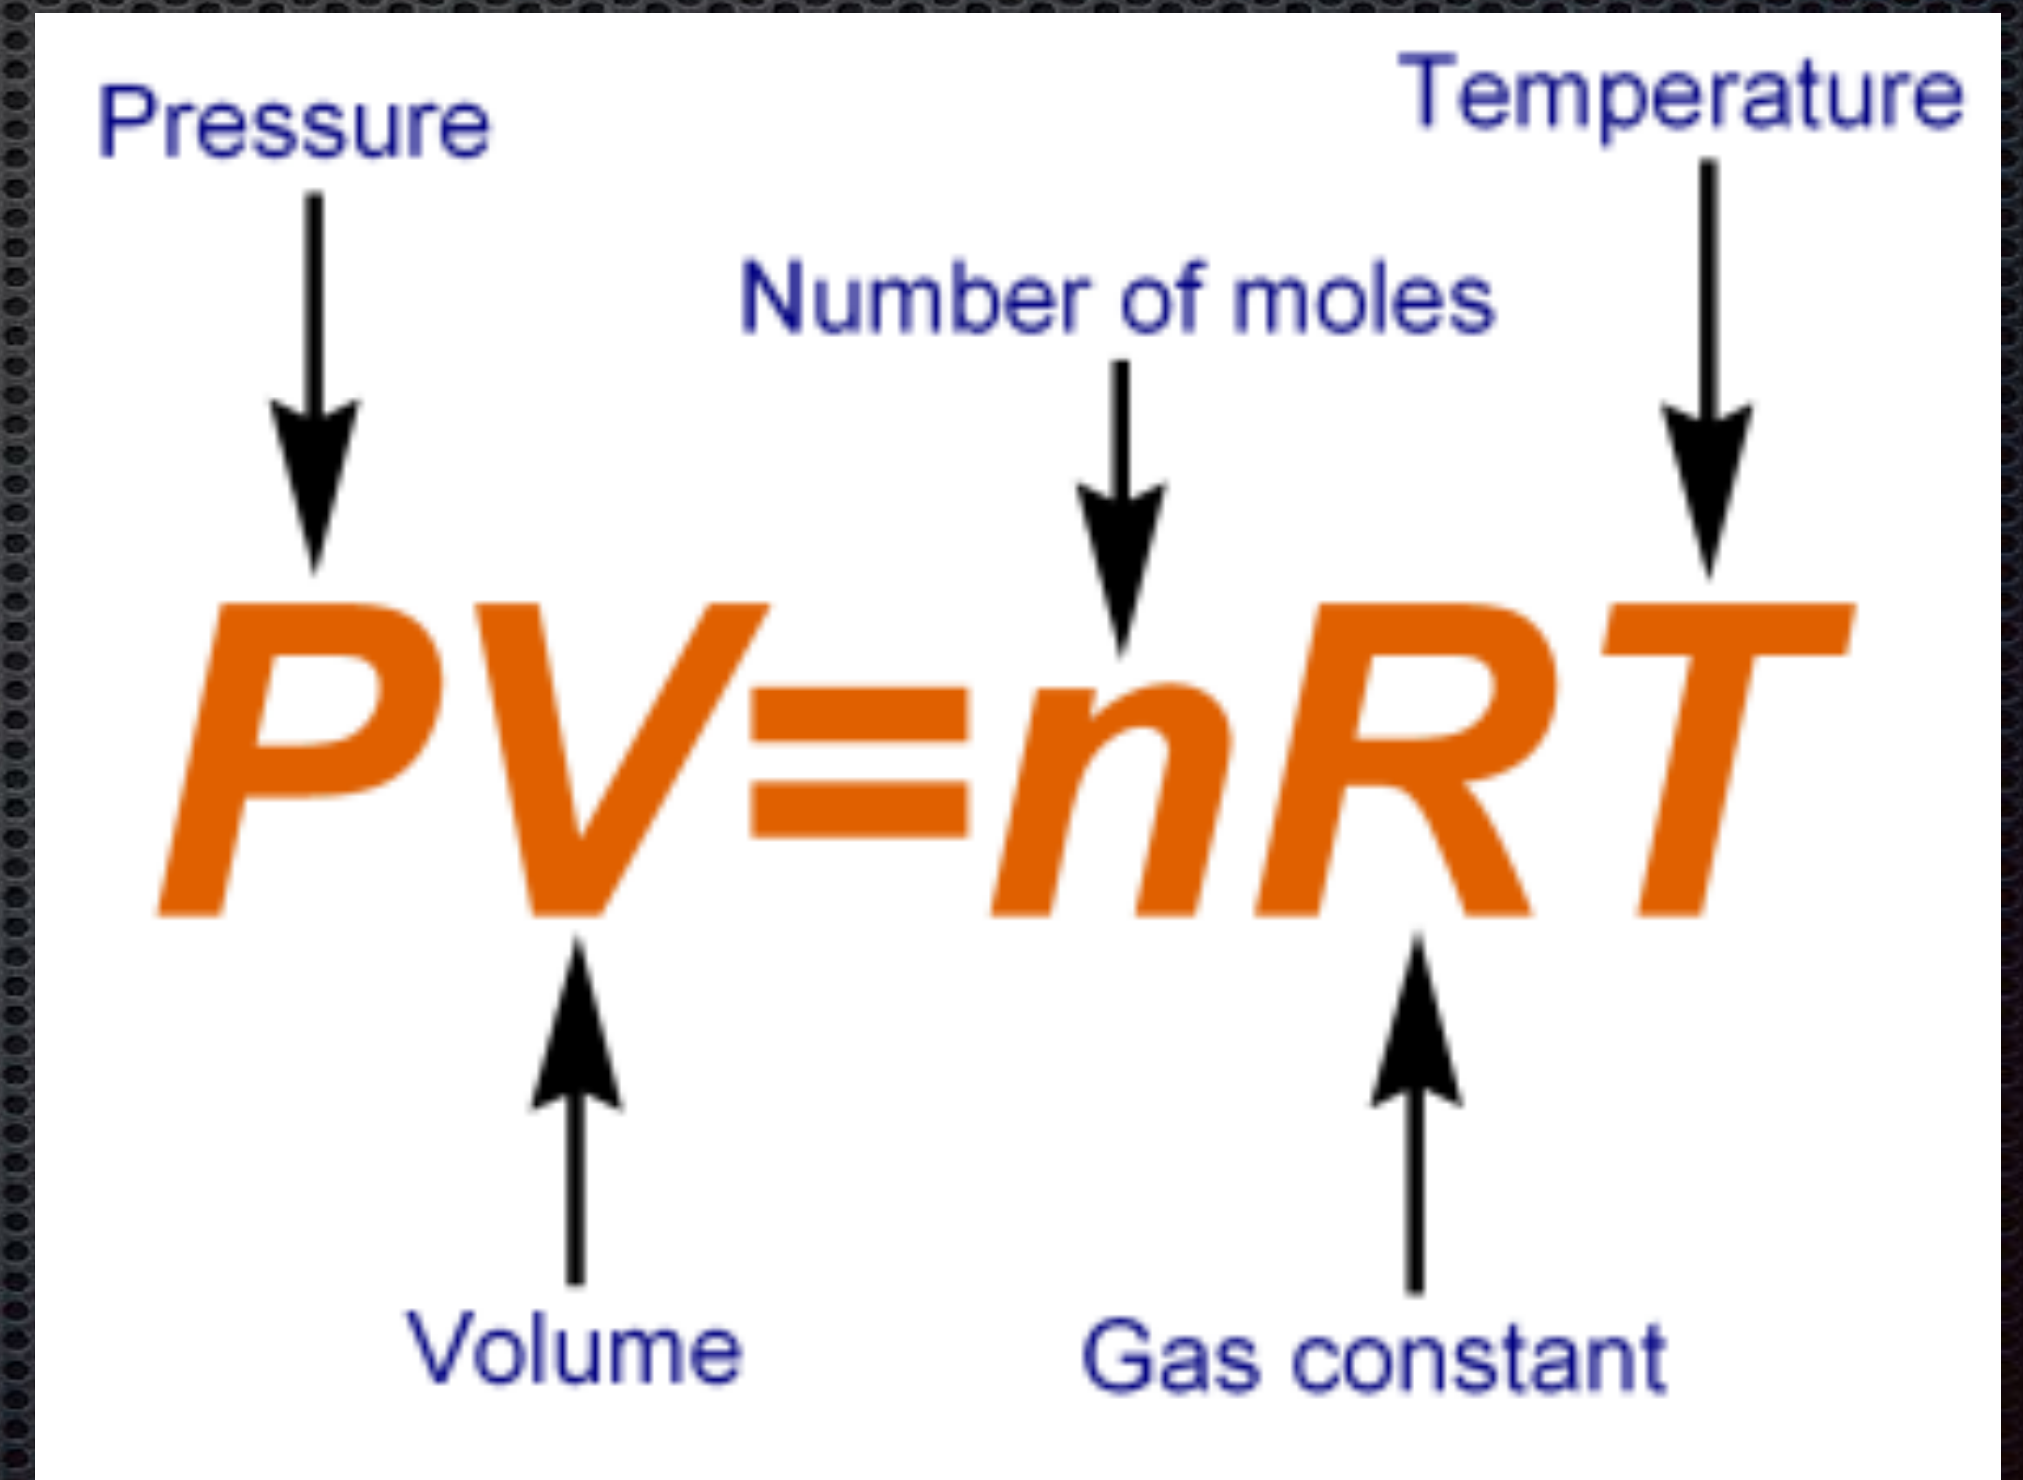 Pressure
Temperature
Number of moles
PV=nRT
Volume
Gas constant